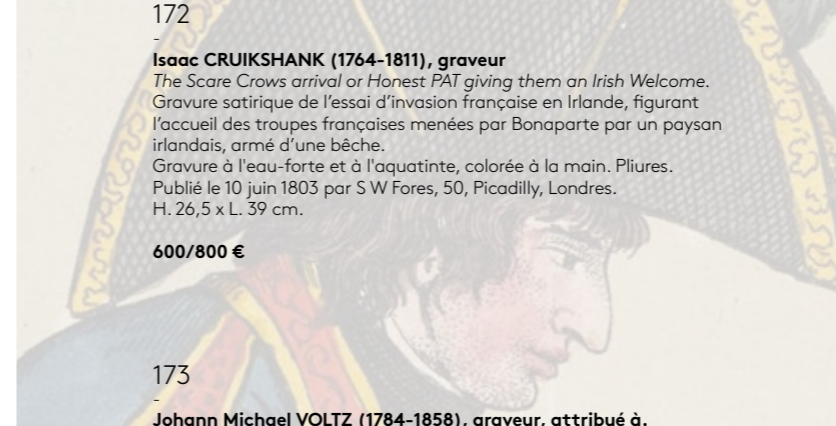 172
-
Isaac CRUIKSHANK (1764-1811), graveur
The Scare Crows arrival or Honest PAT giving them an Irish Welcome.
Gravure satirique de l'essai d'invasion française en Irlande, figurant
l'accueil des troupes françaises menées par Bonaparte par un paysan
irlandais, armé d'une bêche.
Gravure à l'eau-forte et à l'aquatinte, colorée à la main. Pliures.
Publié le 10 juin 1803 par S W Fores, 50, Picadilly, Londres.
H. 26,5 x L. 39 cm.
600/800 €
173
-
Johann Michael VOLTZ (1784-1858), graveur, attribué à.